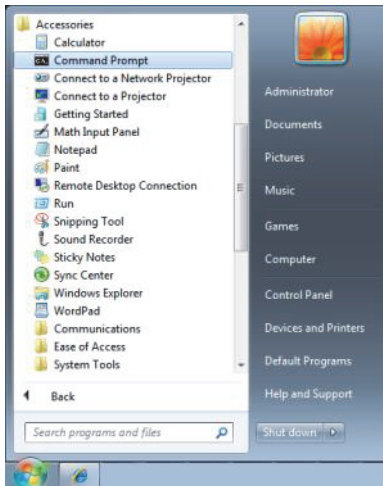 Accessories
Calculator
Command Prompt
Connect to a Network Projector
Connect to a Projector
Getting Started
Math Input Panel
Notepad
Paint
Remote Desktop Connection
Run
Snipping Tool
Sound Recorder
Sticky Notes
Sync Center
Windows Explorer
WordPad
Communications
Ease of Access
System Tools
Back
Search programs and files
Administrator
Documents
Pictures
Music
Games
Computer
Control Panel
Devices and Printers
Default Programs
Help and Support
Shut down